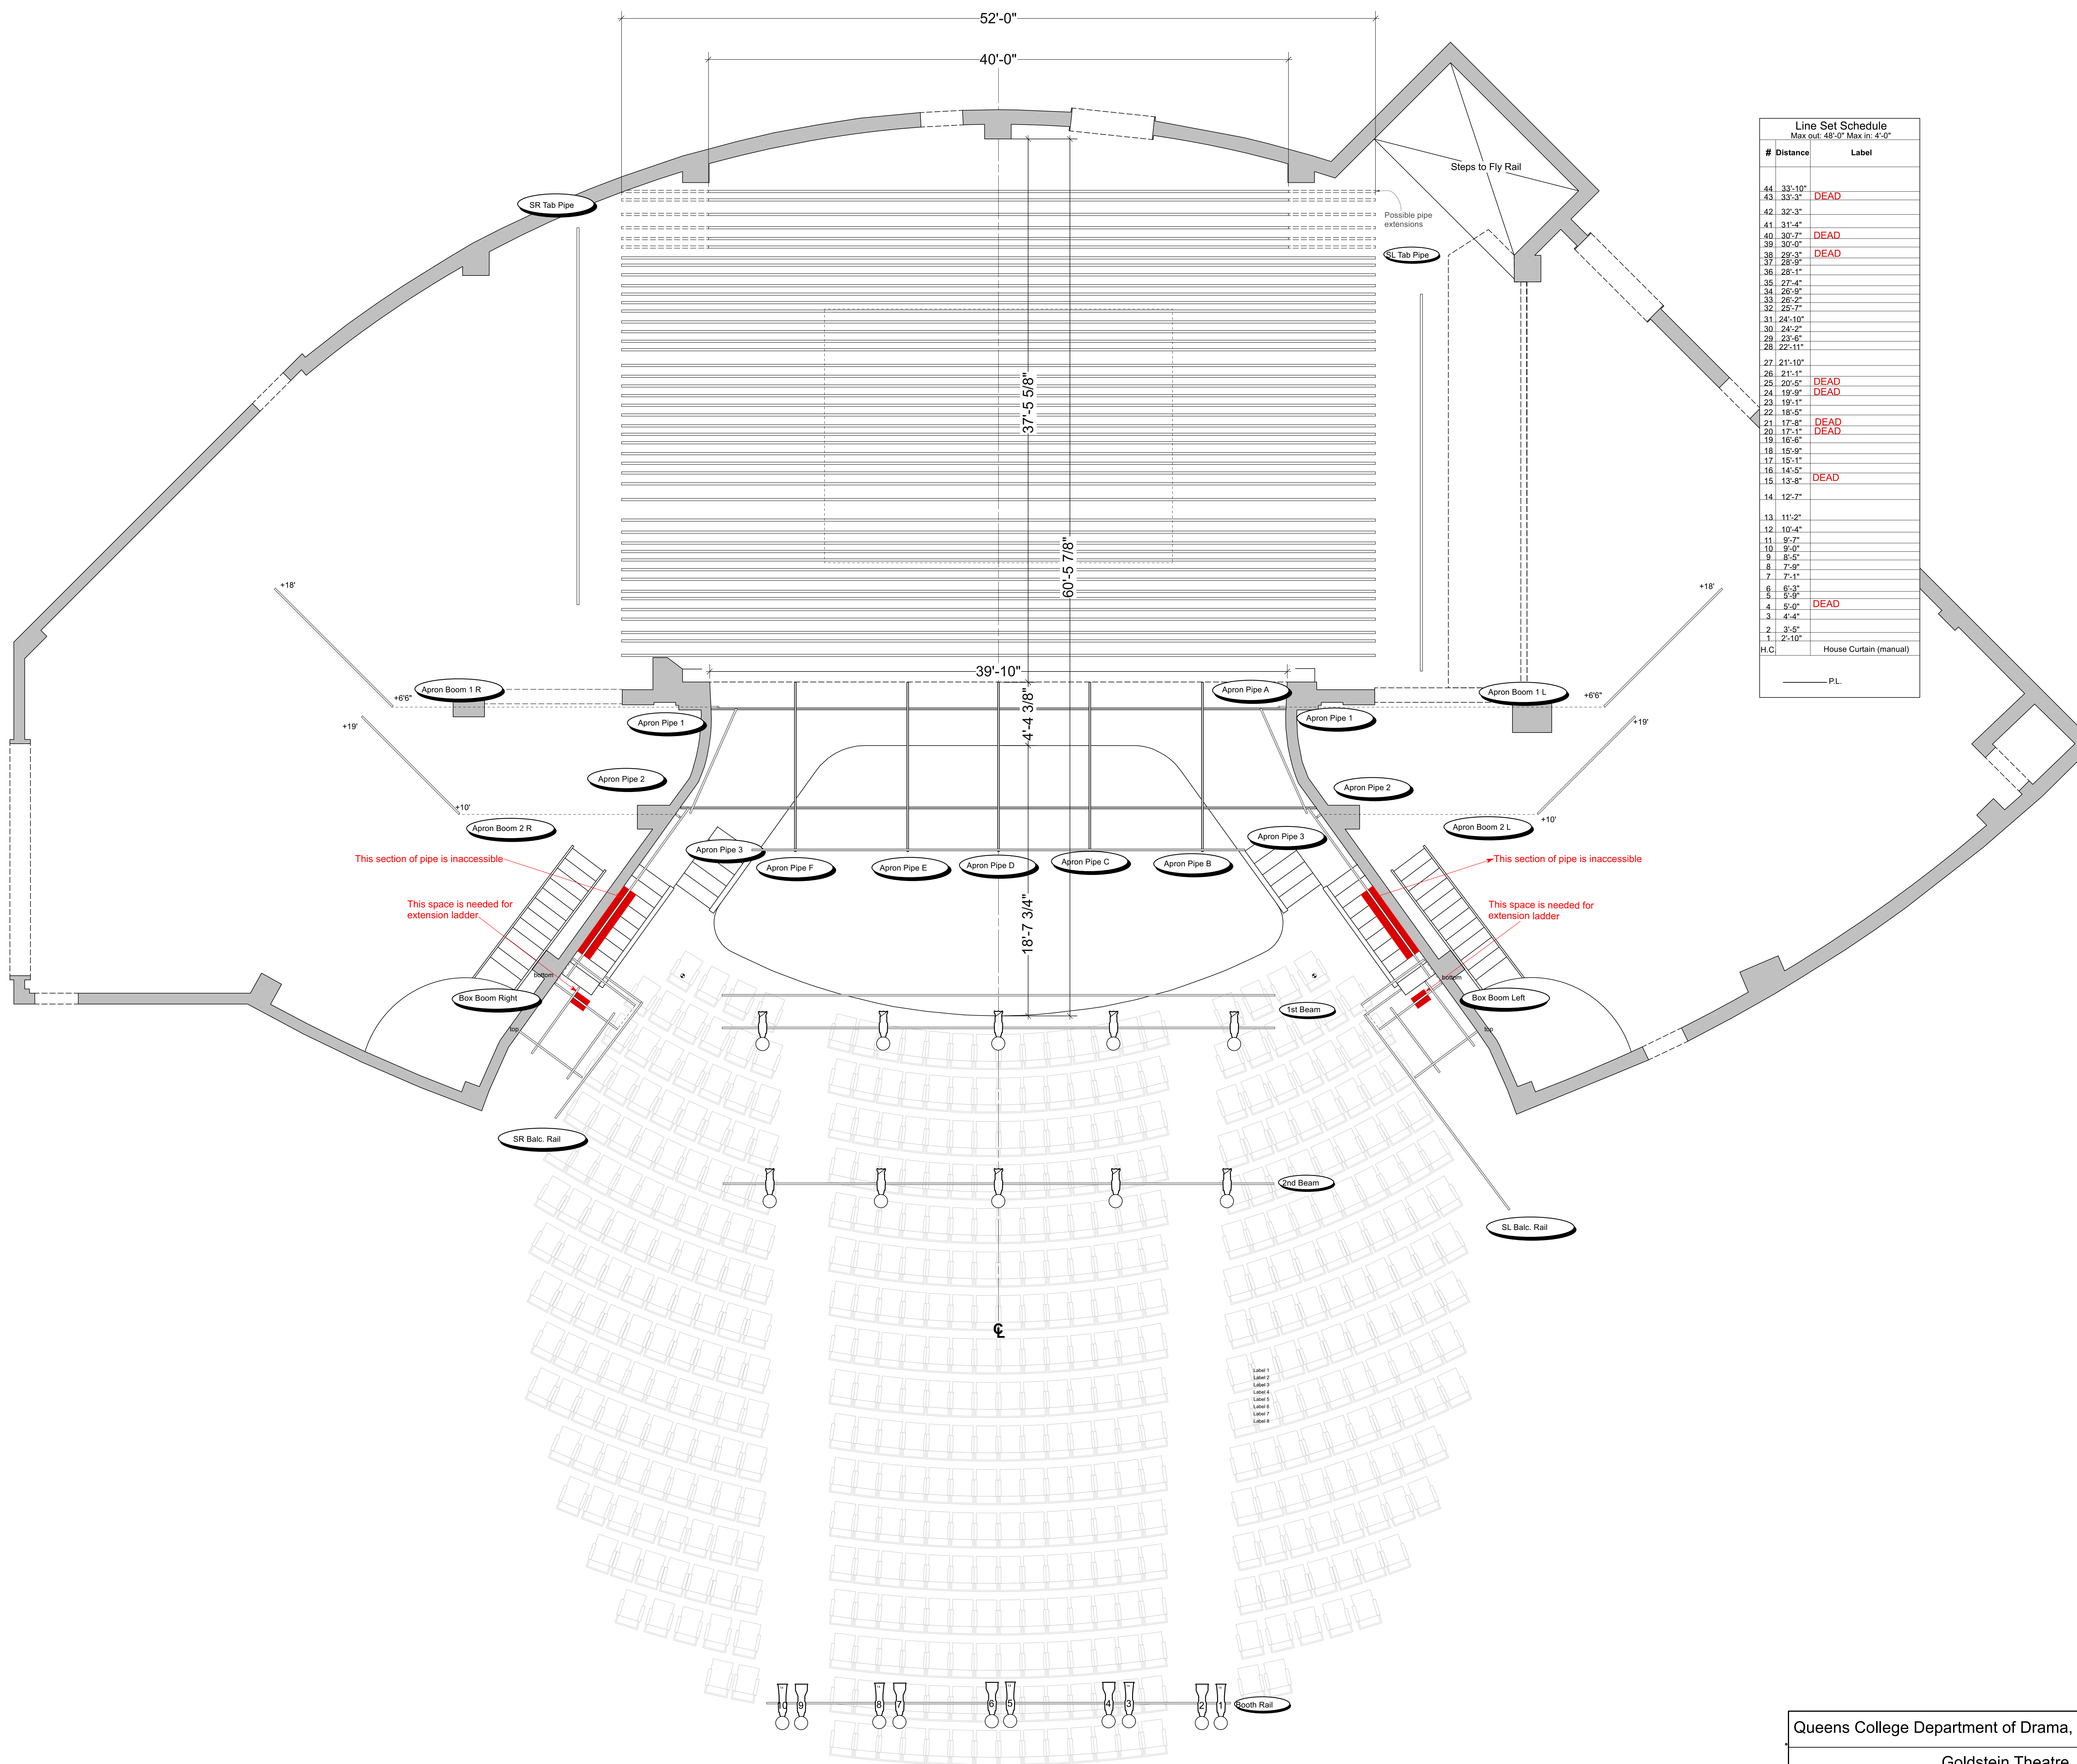 52'-0"
40'-0"
Steps to Fly Rail
Possible pipe
extensions
SR Tab Pipe
SL Tab Pipe
37'-5 5/8"
60'-5 7/8"
Line Set Schedule
Max out: 48'-0" Max in: 4'-0"
# Distance Label
44 33'-10"
43 33'-3" DEAD
42 32'-3"
41 31'-4"
40 30'-7" DEAD
39 30'-0"
38 29'-3" DEAD
37 28'-9"
36 28'-1"
35 27'-4"
34 26'-9"
33 26'-2"
32 25'-7"
31 24'-10"
30 24'-2"
29 23'-6"
28 22'-11"
27 21'-10"
26 21'-1"
25 20'-5" DEAD
24 19'-9" DEAD
23 19'-1"
22 18'-5"
21 17'-8" DEAD
20 17'-1" DEAD
19 16'-6"
18 15'-9"
17 15'-1"
16 14'-5"
15 13'-8" DEAD
14 12'-7"
13 11'-2"
12 10'-4"
11 9'-7"
10 9'-0"
9 8'-5"
8 7'-9"
7 7'-1"
6 6'-3"
5 5'-9"
4 5'-0" DEAD
3 4'-4"
2 3'-5"
1 2'-10"
H.C. House Curtain (manual)
P.L.
+18'
+18'
39'-10"
Apron Boom 1 R
Apron Pipe A
Apron Boom 1 L
+6'6"
+6'6"
Apron Pipe 1
Apron Pipe 1
4'-4 3/8"
+19'
+19'
Apron Pipe 2
Apron Pipe 2
+10'
+10'
Apron Boom 2 R
Apron Boom 2 L
Apron Pipe 3
Apron Pipe 3
This section of pipe is inaccessible
This section of pipe is inaccessible
Apron Pipe F
Apron Pipe E
Apron Pipe D
Apron Pipe C
Apron Pipe B
This space is needed for
extension ladder
This space is needed for
extension ladder
18'-7 3/4"
bottom
bottom
Box Boom Right
Box Boom Left
1st Beam
top
top
SR Balc. Rail
2nd Beam
SL Balc. Rail
CL
Label 1
Label 2
Label 3
Label 4
Label 5
Label 6
Label 7
Label 8
10 9 8 7 6 5 4 3 2 1 Booth Rail
Queens College Department of Drama,
Goldstein Theatre